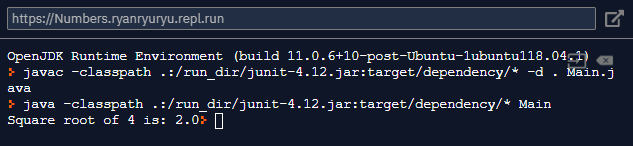 https://Numbers.ryanryuryu.repl.run
OpenJDK Runtime Environment (build 11.0.6+10-post-Ubuntu-1ubuntu118.04.1)
> javac -classpath .:/run_dir/junit-4.12.jar:target/dependency/* -d . Main.j
ava
> java -classpath .:/run_dir/junit-4.12.jar:target/dependency/* Main
Square root of 4 is: 2.0>